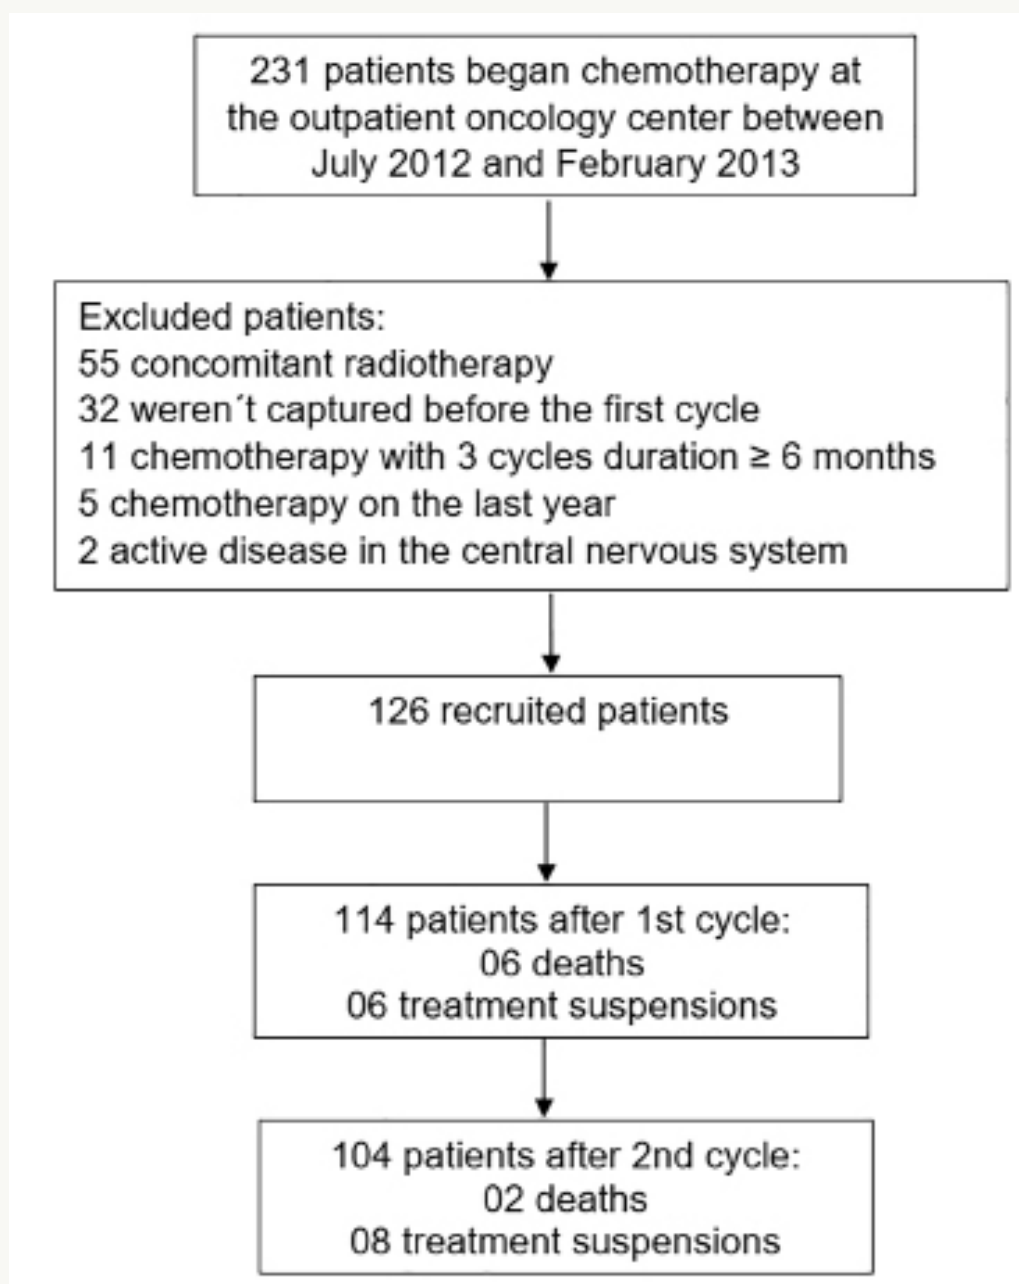 231 patients began chemotherapy at
the outpatient oncology center between
July 2012 and February 2013
Excluded patients:
55 concomitant radiotherapy
32 weren´t captured before the first cycle
11 chemotherapy with 3 cycles duration ≥ 6 months
5 chemotherapy on the last year
2 active disease in the central nervous system
126 recruited patients
114 patients after 1st cycle:
06 deaths
06 treatment suspensions
104 patients after 2nd cycle:
02 deaths
08 treatment suspensions